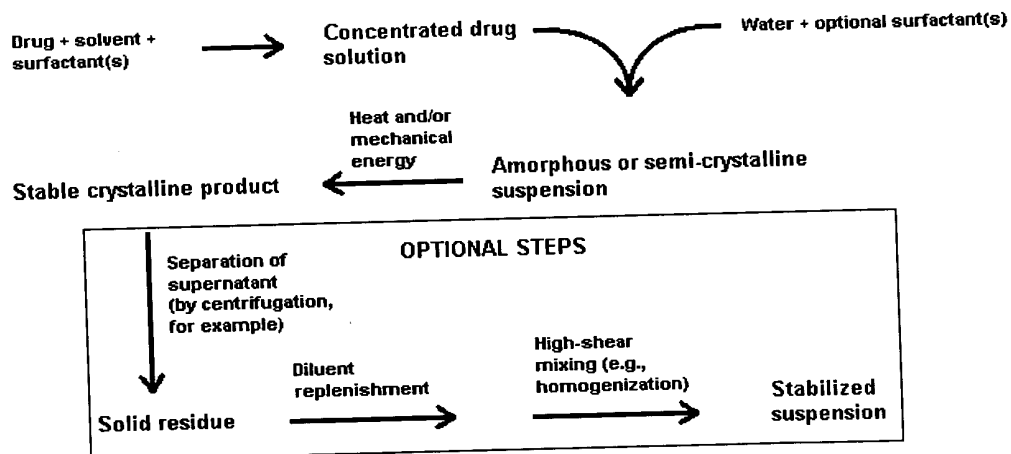 Drug + solvent +
surfactant(s)
Concentrated drug
solution
Water + optional surfactant(s)
Heat and/or
mechanical
energy
Amorphous or semi-crystalline
suspension
Stable crystalline product
OPTIONAL STEPS
Separation of
supernatant
(by centrifugation,
for example)
Solid residue
Diluent
replenishment
High-shear
mixing (e.g.,
homogenization)
Stabilized
suspension